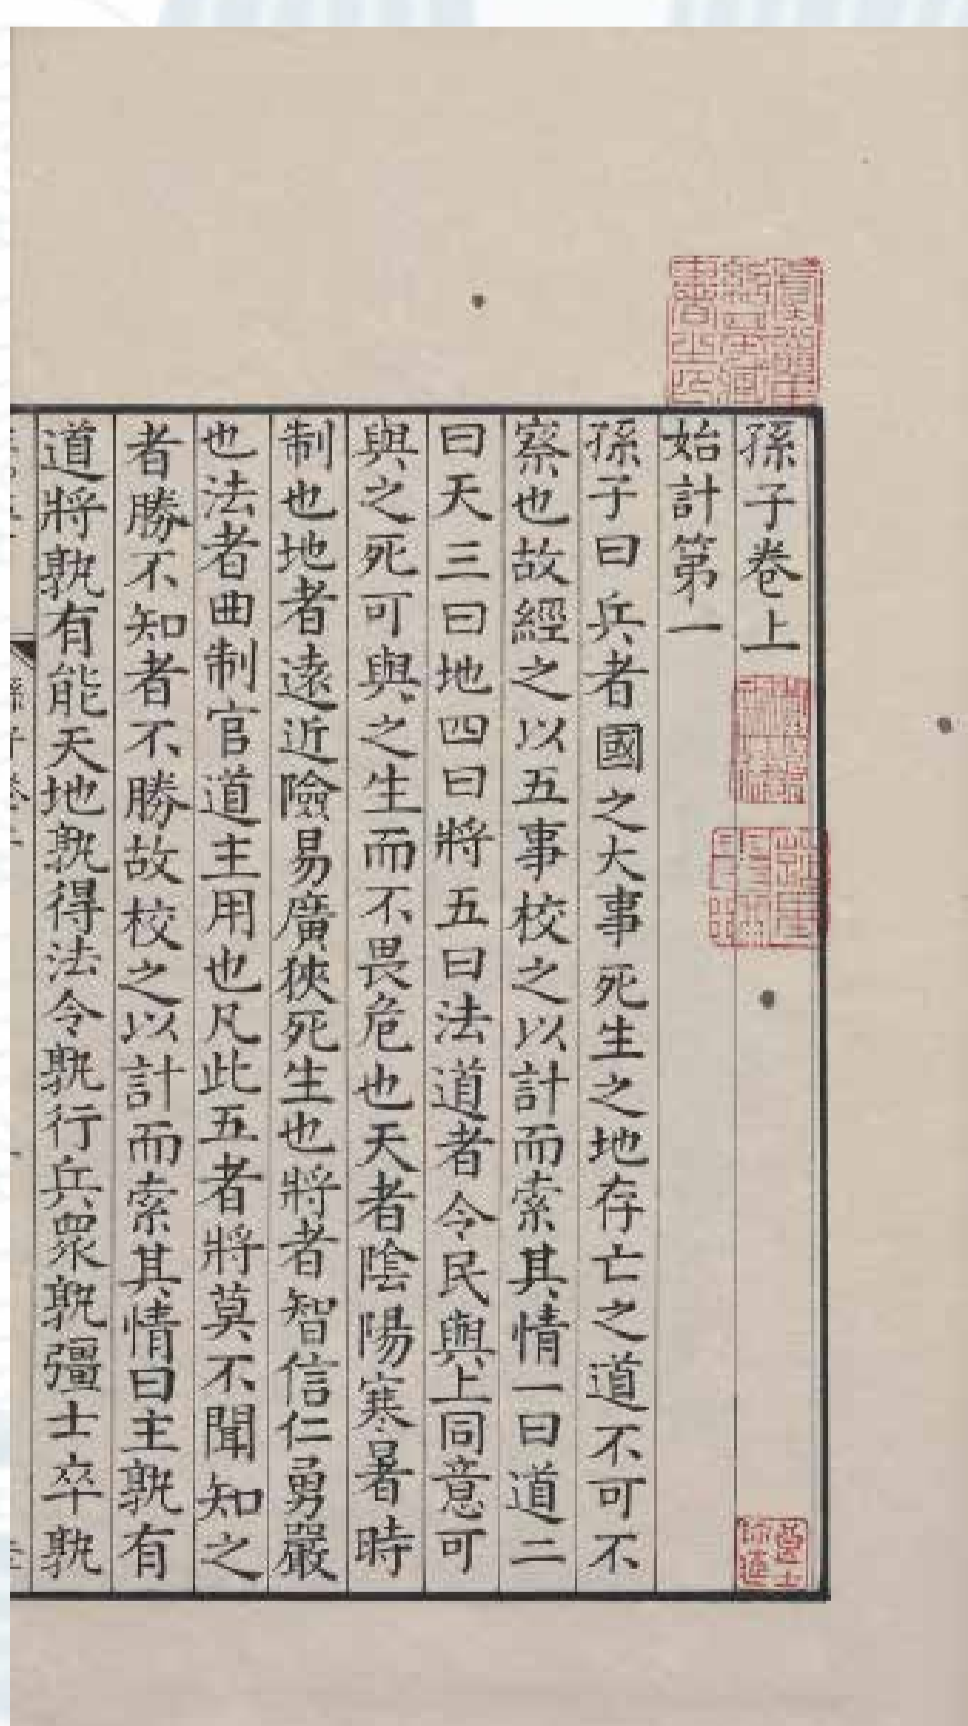 孫子卷上
始計第一
孫子曰兵者國之大事死生之地存亡之道不可不
察也故經之以五事校之以計而索其情一曰道二
曰天三曰地四曰將五曰法道者令民與上同意可
與之死可與之生而不畏危也天者陰陽寒暑時
制也地者遠近險易廣狹死生也將者智信仁勇嚴
也法者曲制官道主用也凡此五者將莫不聞知之
者勝不知者不勝故校之以計而索其情曰主孰有
道將孰有能天地孰得法令孰行兵衆孰彊士卒孰